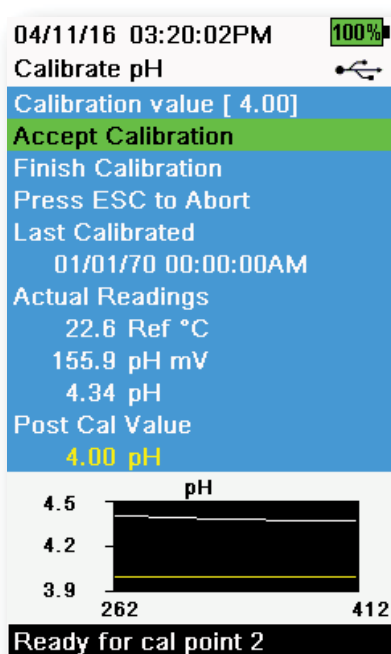 04/11/16 03:20:02PM 100%
Calibrate pH
Calibration value [ 4.00]
Accept Calibration
Finish Calibration
Press ESC to Abort
Last Calibrated
01/01/70 00:00:00AM
Actual Readings
22.6 Ref °C
155.9 pH mV
4.34 pH
Post Cal Value
4.00 pH
pH
4.5
4.2
3.9
262 412
Ready for cal point 2